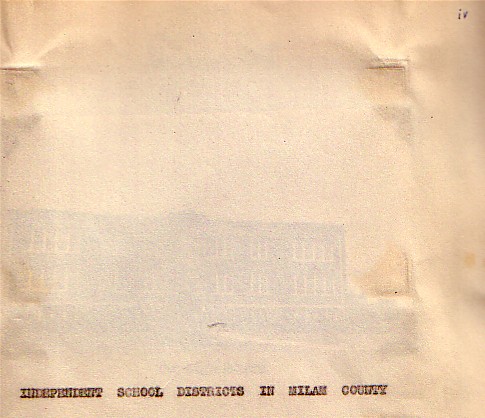 iv
INDEPENDENT SCHOOL DISTRICTS IN MILAM COUNTY